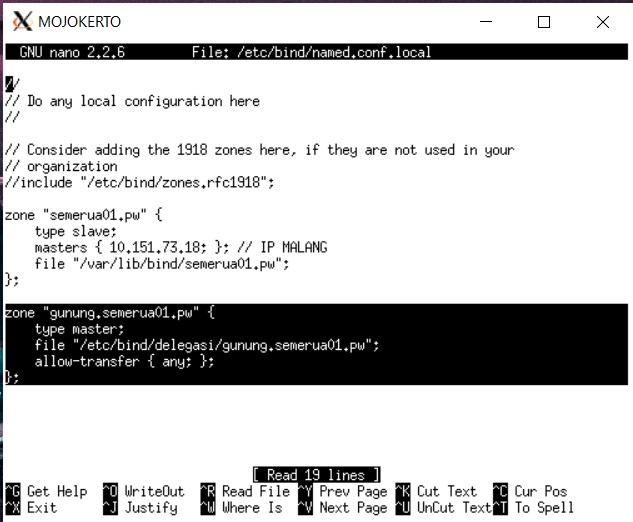 MOJOKERTO
GNU nano 2.2.6 File: /etc/bind/named.conf.local
//
// Do any local configuration here
//
// Consider adding the 1918 zones here, if they are not used in your
// organization
//include "/etc/bind/zones.rfc1918";
zone "semerua01.pw" {
    type slave;
    masters { 10.151.73.18; }; // IP MALANG
    file "/var/lib/bind/semerua01.pw";
};
zone "gunung.semerua01.pw" {
    type master;
    file "/etc/bind/delegasi/gunung.semerua01.pw";
    allow-transfer { any; };
};
[ Read 19 lines ]
^G Get Help ^O WriteOut ^R Read File ^Y Prev Page ^K Cut Text ^C Cur Pos
^X Exit ^J Justify ^W Where Is ^V Next Page ^U UnCut Text ^T To Spell